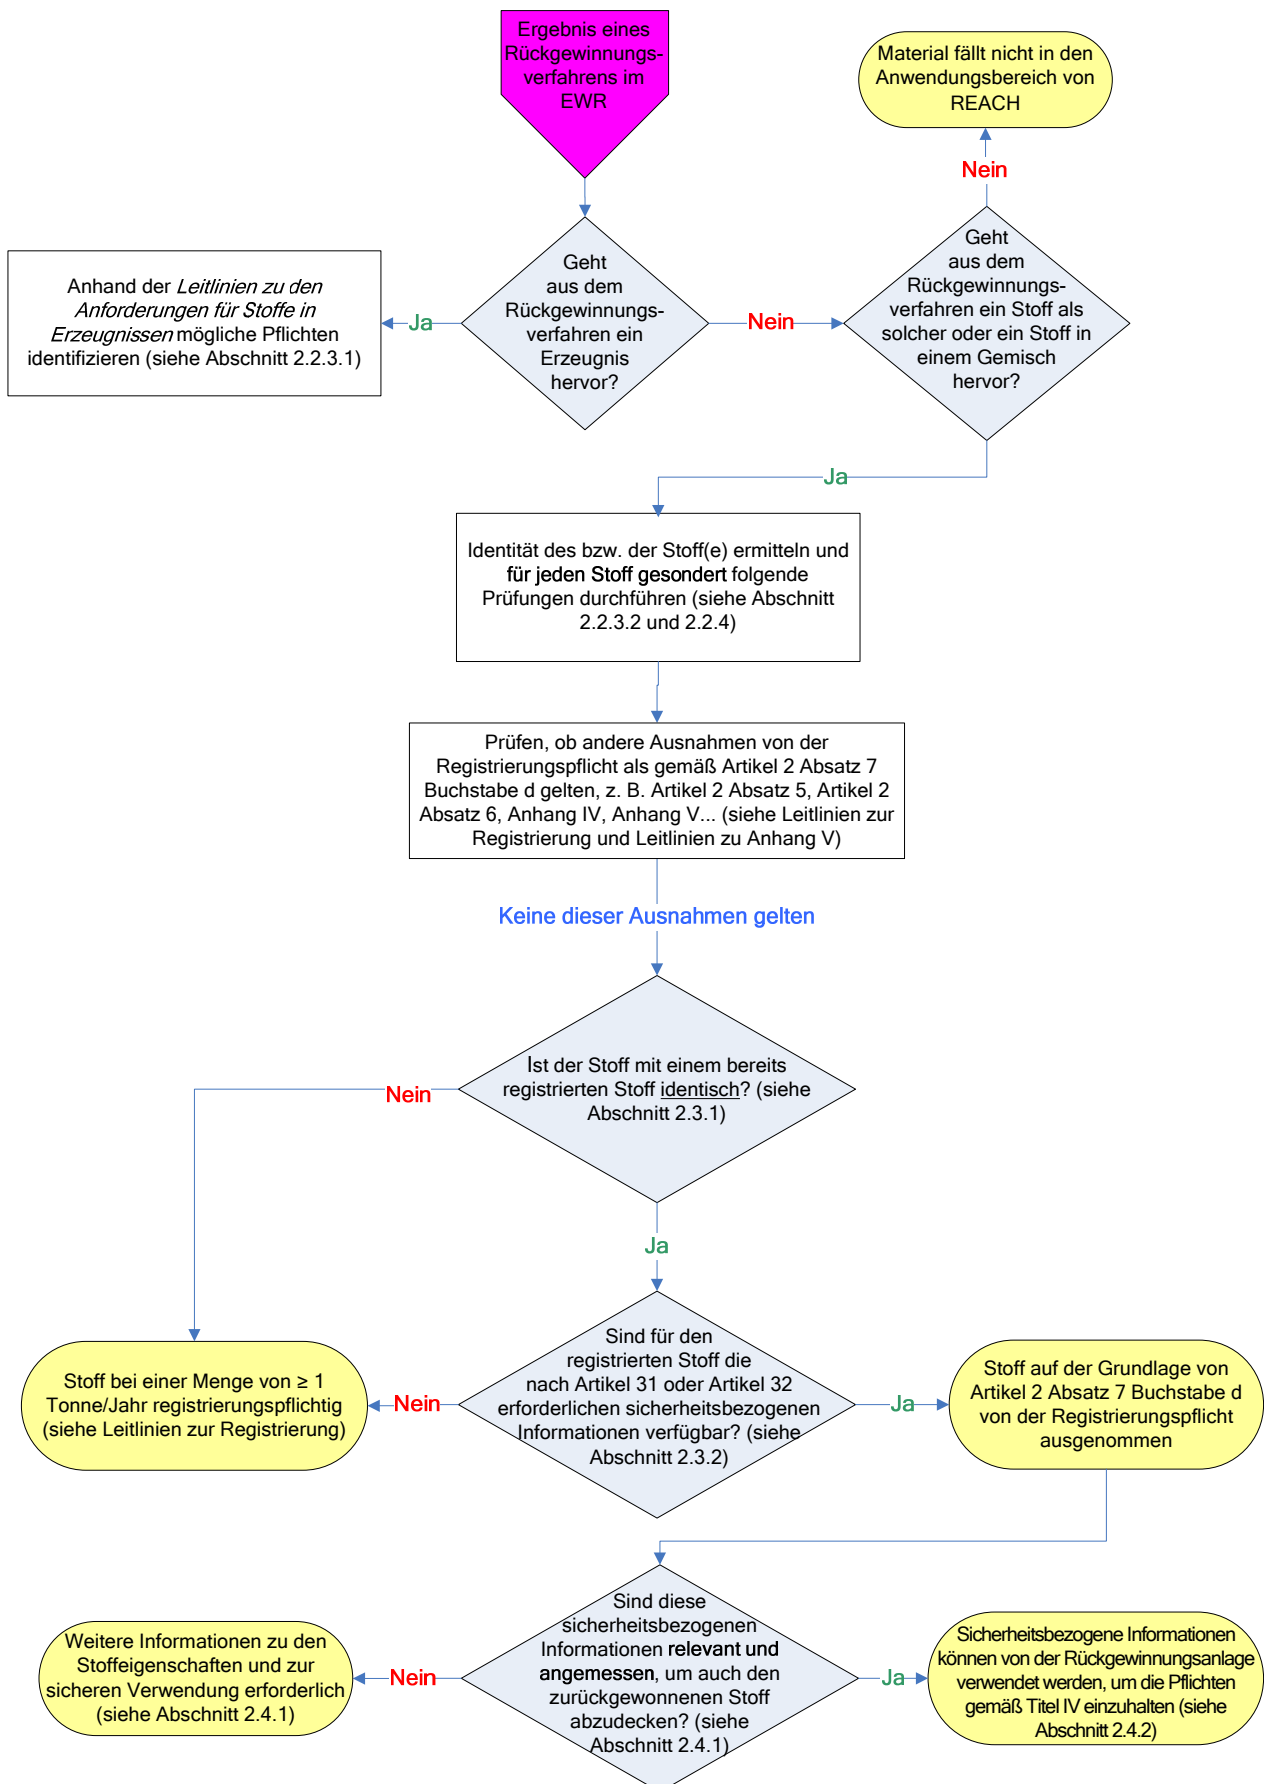 Ergebnis eines
Rückgewinnungs-
verfahrens im
EWR
Material fällt nicht in den
Anwendungsbereich von
REACH
Nein
Geht
aus dem
Rückgewinnungs-
verfahren ein
Erzeugnis
hervor?
Ja
Anhand der Leitlinien zu den
Anforderungen für Stoffe in
Erzeugnissen mögliche Pflichten
identifizieren (siehe Abschnitt 2.2.3.1)
Nein
Geht
aus dem
Rückgewinnungs-
verfahren ein Stoff als
solcher oder ein Stoff in
einem Gemisch
hervor?
Ja
Identität des bzw. der Stoff(e) ermitteln und
für jeden Stoff gesondert folgende
Prüfungen durchführen (siehe Abschnitt
2.2.3.2 und 2.2.4)
Prüfen, ob andere Ausnahmen von der
Registrierungspflicht als gemäß Artikel 2 Absatz 7
Buchstabe d gelten, z. B. Artikel 2 Absatz 5, Artikel 2
Absatz 6, Anhang IV, Anhang V... (siehe Leitlinien zur
Registrierung und Leitlinien zu Anhang V)
Keine dieser Ausnahmen gelten
Ist der Stoff mit einem bereits
registrierten Stoff identisch? (siehe
Abschnitt 2.3.1)
Nein
Ja
Sind für den
registrierten Stoff die
nach Artikel 31 oder Artikel 32
erforderlichen sicherheitsbezogenen
Informationen verfügbar? (siehe
Abschnitt 2.3.2)
Nein
Stoff bei einer Menge von ≥ 1
Tonne/Jahr registrierungspflichtig
(siehe Leitlinien zur Registrierung)
Ja
Stoff auf der Grundlage von
Artikel 2 Absatz 7 Buchstabe d
von der Registrierungspflicht
ausgenommen
Sind diese
sicherheitsbezogenen
Informationen relevant und
angemessen, um auch den
zurückgewonnenen Stoff
abzudecken? (siehe
Abschnitt 2.4.1)
Nein
Weitere Informationen zu den
Stoffeigenschaften und zur
sicheren Verwendung erforderlich
(siehe Abschnitt 2.4.1)
Ja
Sicherheitsbezogene Informationen
können von der Rückgewinnungsanlage
verwendet werden, um die Pflichten
gemäß Titel IV einzuhalten (siehe
Abschnitt 2.4.2)